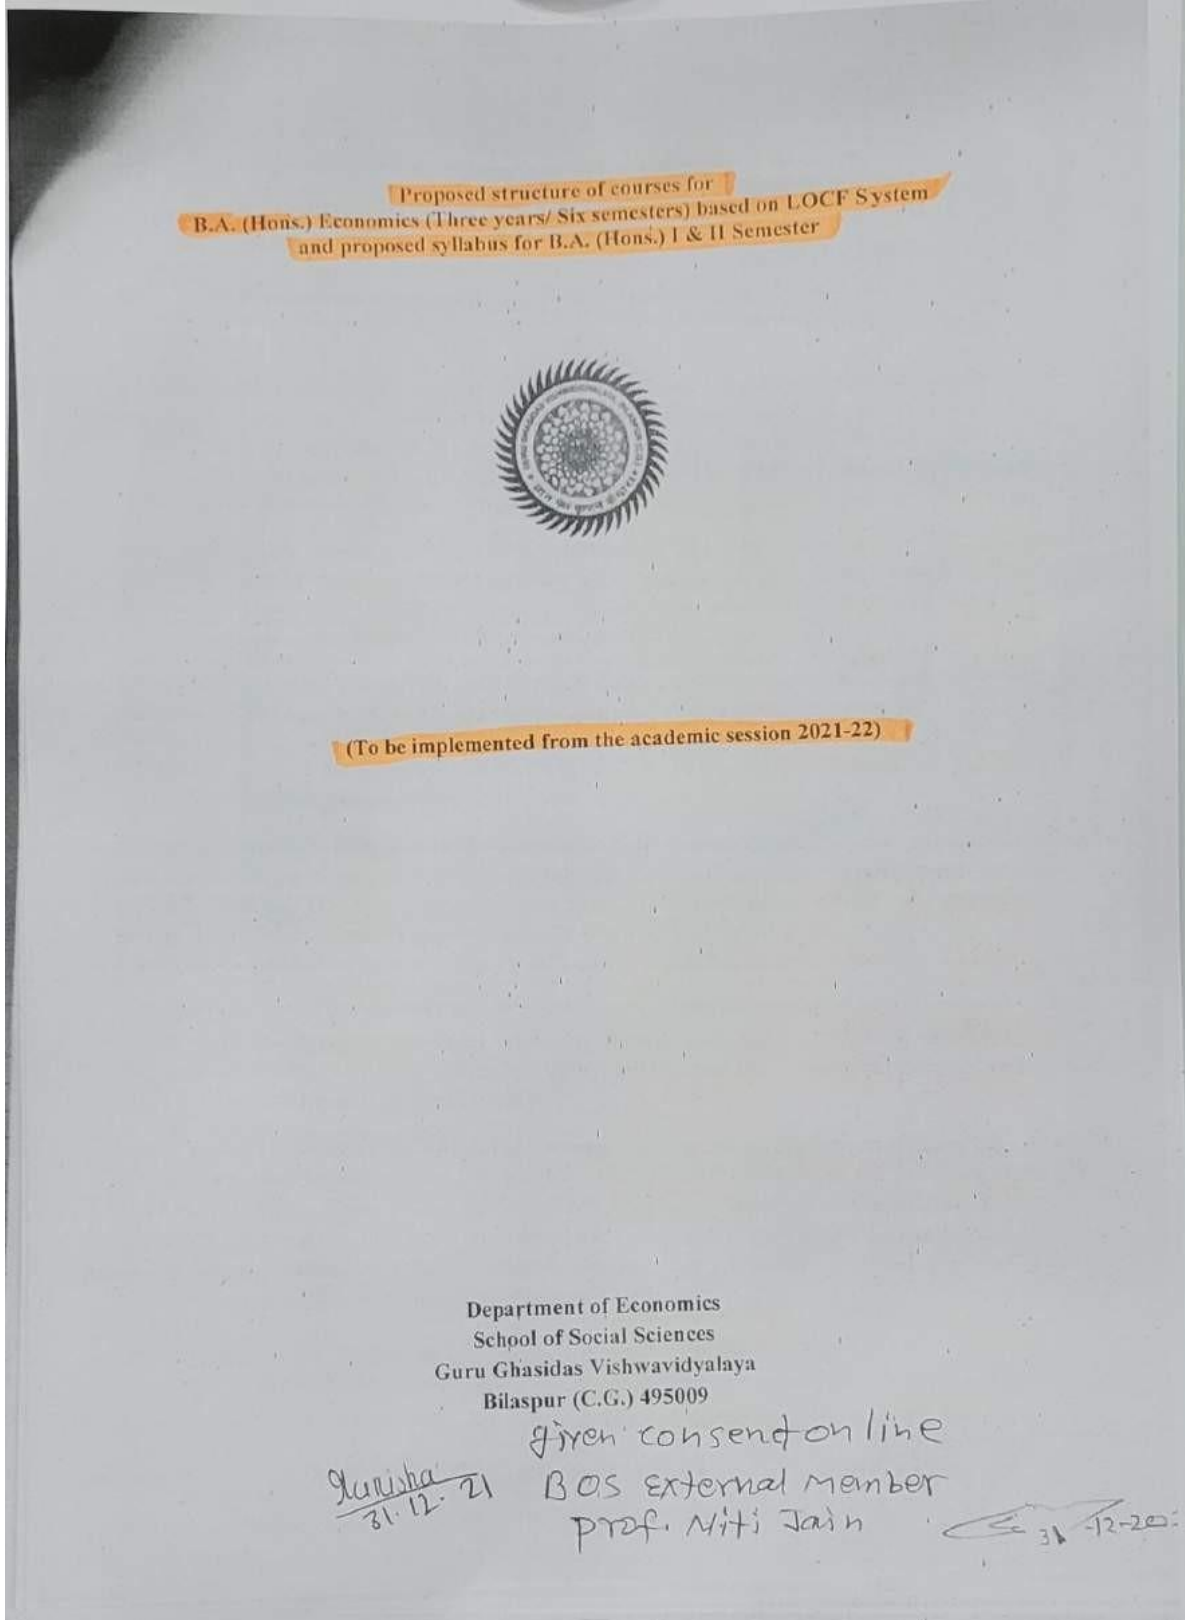 Proposed structure of courses for
B.A. (Hons.) Economics (Three years/ Six semesters) based on LOCF System
and proposed syllabus for B.A. (Hons.) I & II Semester
(To be implemented from the academic session 2021-22)
Department of Economics
School of Social Sciences
Guru Ghasidas Vishwavidyalaya
Bilaspur (C.G.) 495009
given consent online
BOS External Member
Prof. Niti Jain
31.12.21